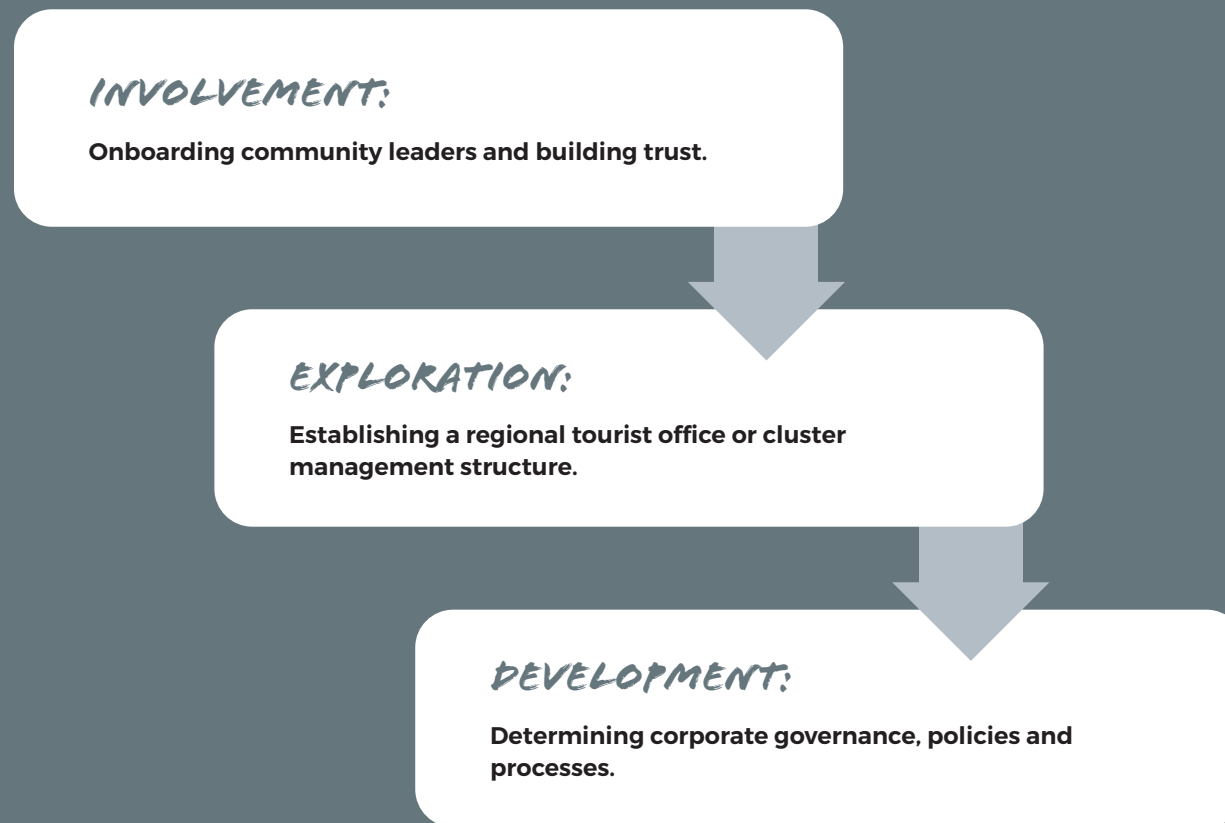 INVOLVEMENT:
Onboarding community leaders and building trust.
EXPLORATION:
Establishing a regional tourist office or cluster
management structure.
DEVELOPMENT:
Determining corporate governance, policies and
processes.